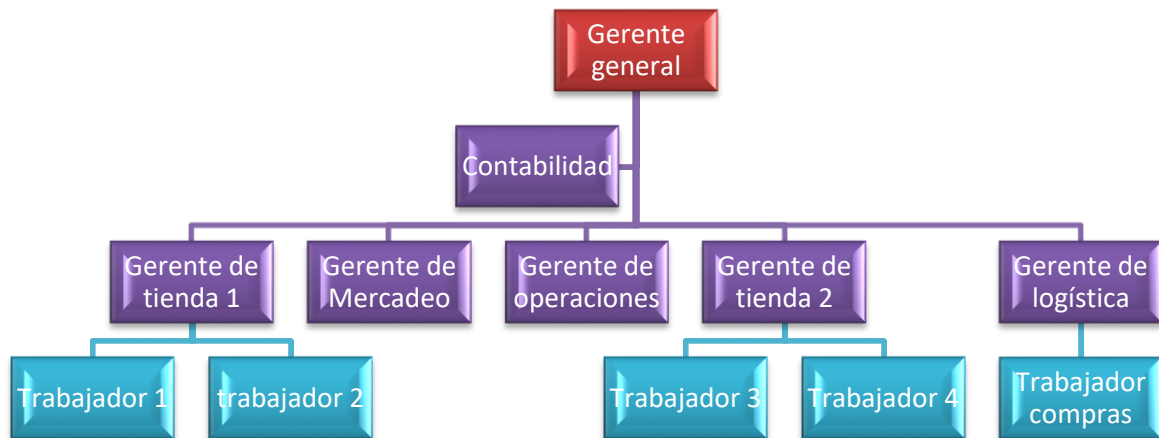 Gerente
general
Contabilidad
Gerente de
tienda 1
Gerente de
Mercadeo
Gerente de
operaciones
Gerente de
tienda 2
Gerente de
logística
Trabajador 1
trabajador 2
Trabajador 3
Trabajador 4
Trabajador
compras